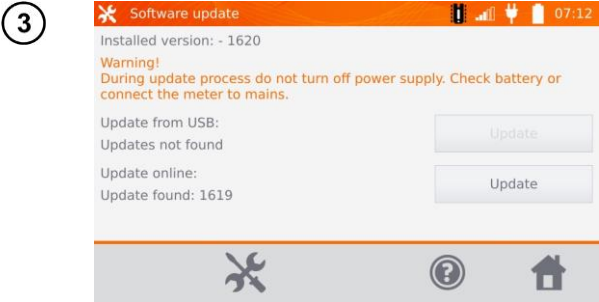 3
Software update 07:12
Installed version: - 1620
Warning!
During update process do not turn off power supply. Check battery or
connect the meter to mains.
Update from USB:
Updates not found
Update
Update online:
Update found: 1619
Update